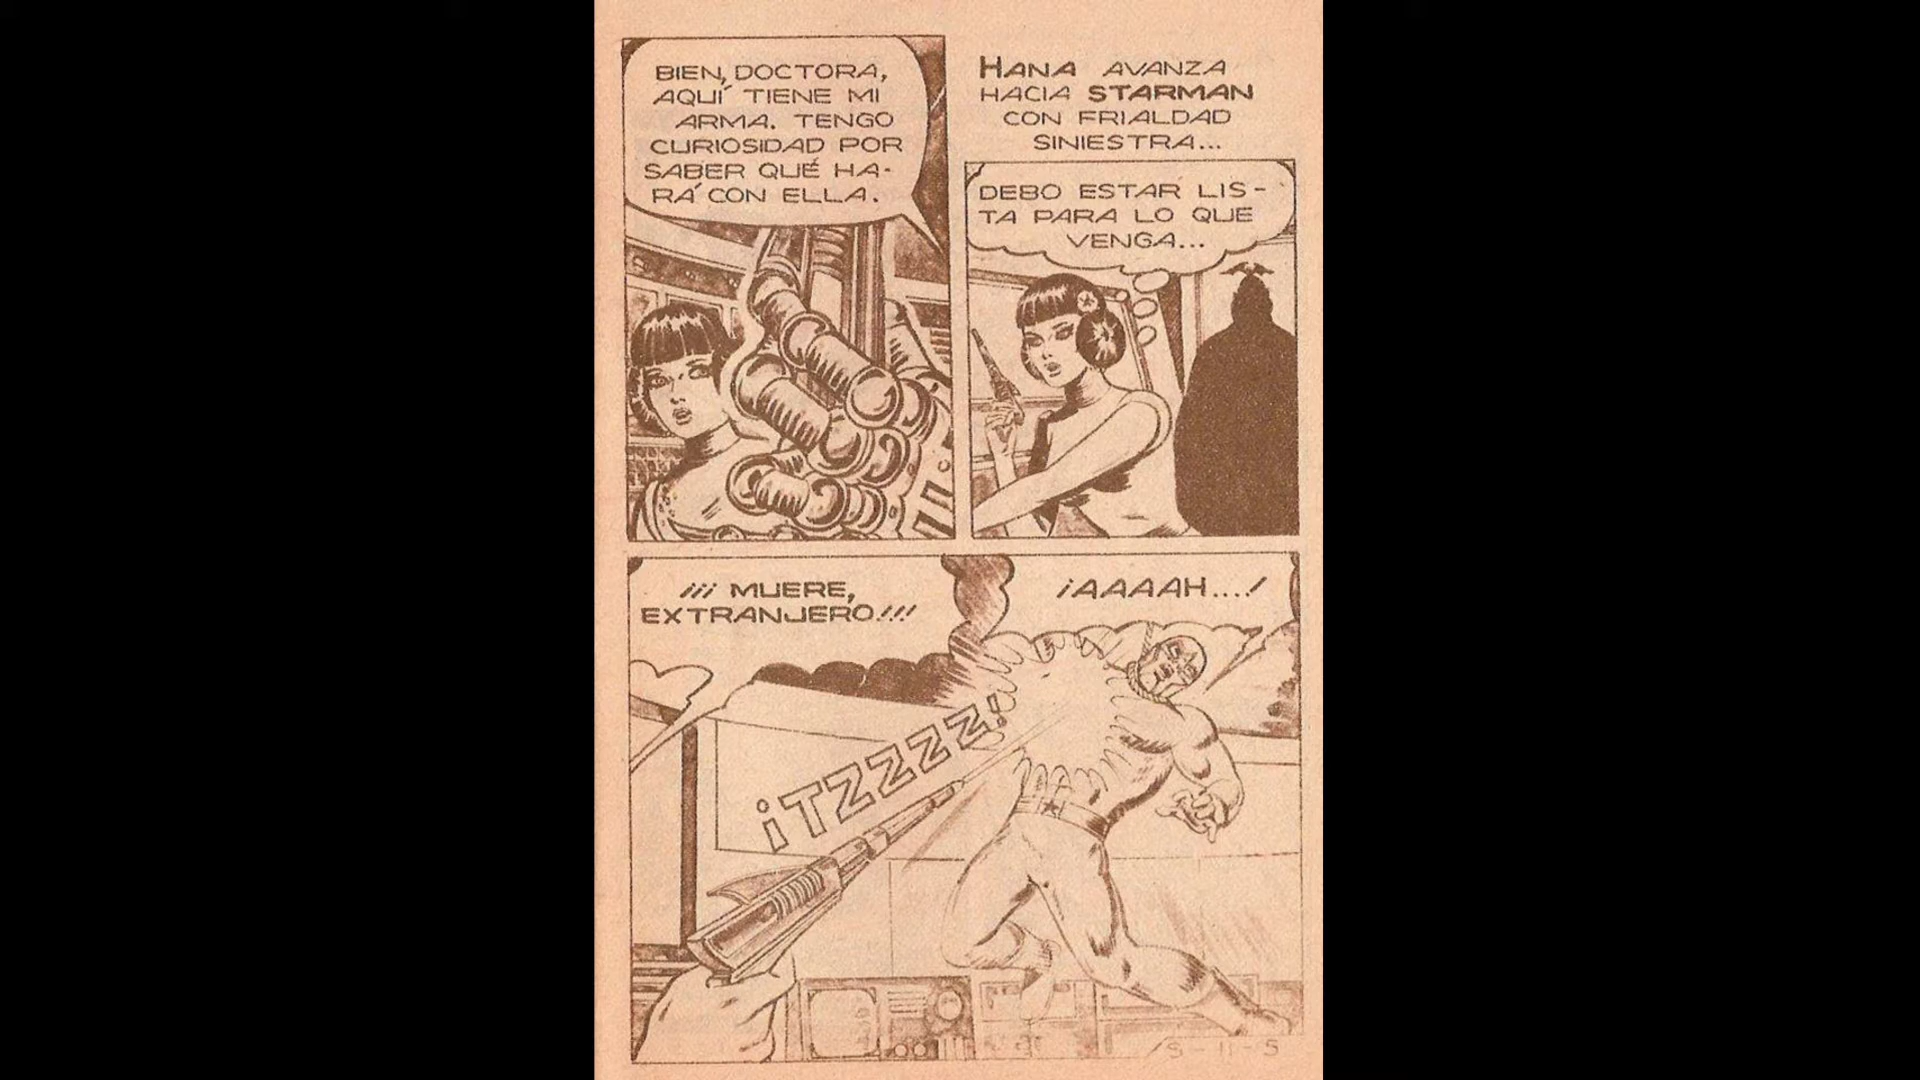 BIEN, DOCTORA,
AQUÍ TIENE MI
ARMA. TENGO
CURIOSIDAD POR
SABER QUÉ HA-
RÁ CON ELLA.
HANA AVANZA
HACIA STARMAN
CON FRIALDAD
SINIESTRA...
DEBO ESTAR LIS-
TA PARA LO QUE
VENGA...
¡¡¡ MUERE,
EXTRANJERO!!!
¡AAAAH....!
¡TZZZZZ!
S-11-5